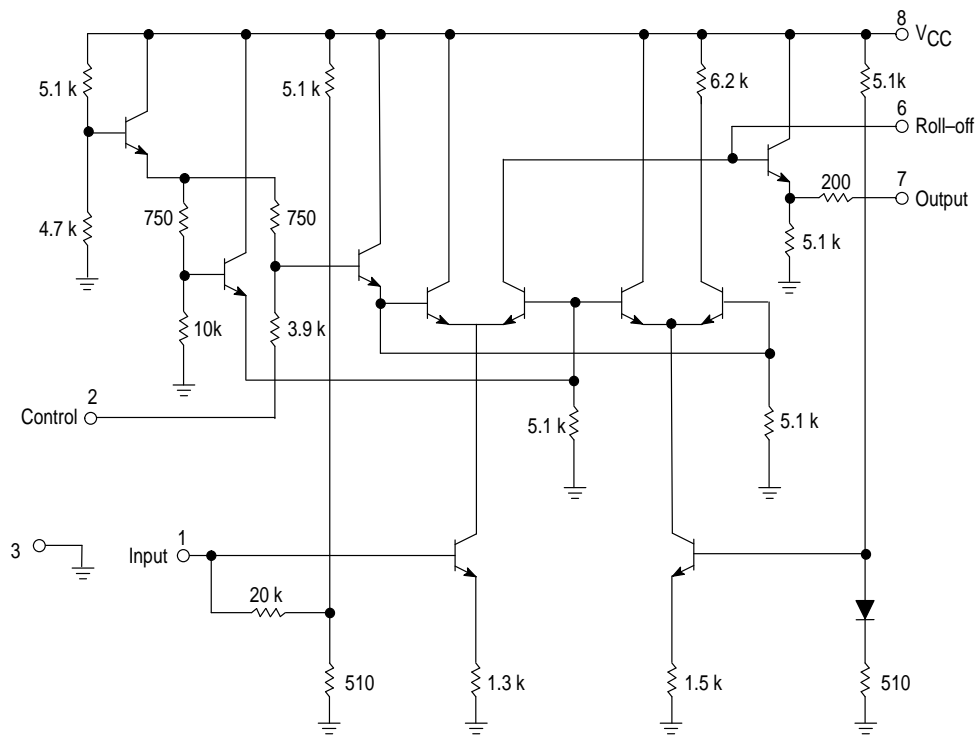 8
VCC
5.1 k
5.1 k
6.2 k
5.1k
6
Roll–off
7
200
Output
4.7 k
750
750
5.1 k
10k
3.9 k
2
Control
5.1 k
5.1 k
3
1
Input
20 k
510
1.3 k
1.5 k
510